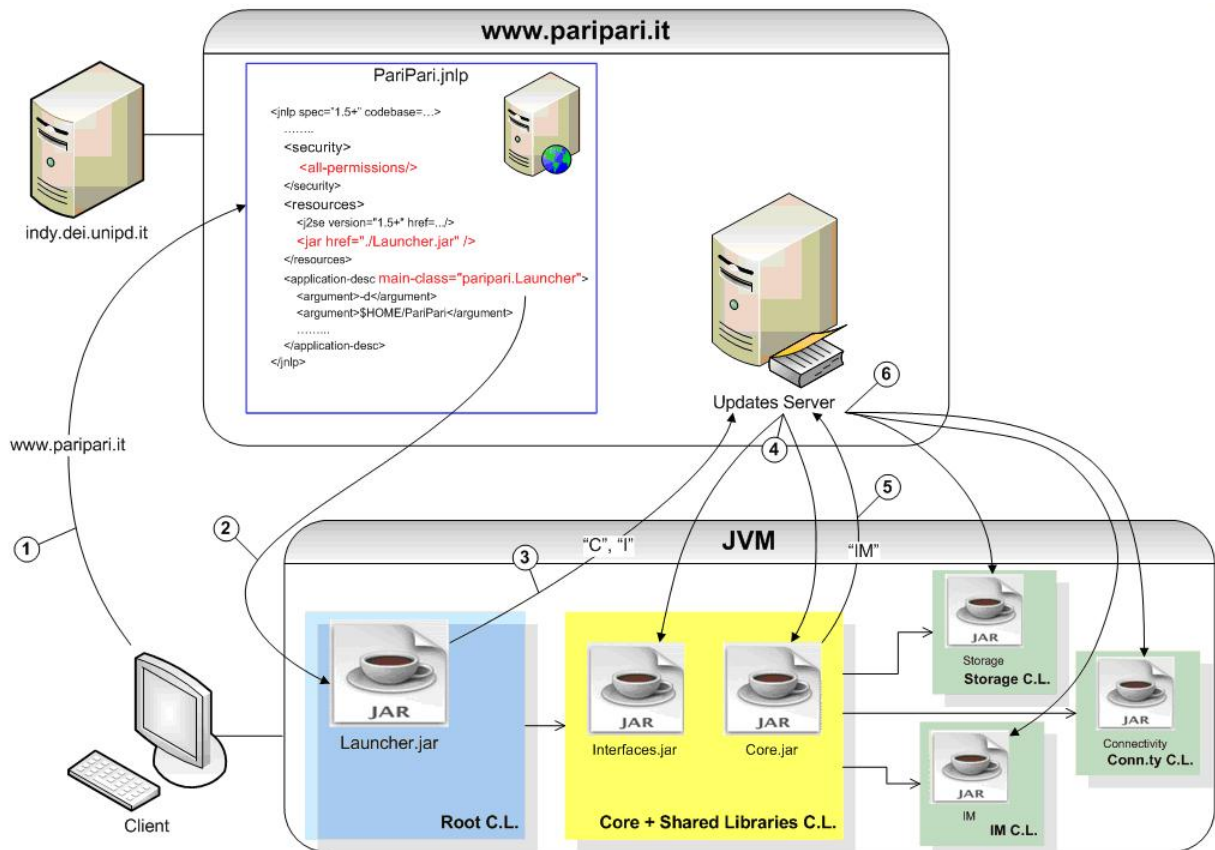 www.paripari.it
PariPari.jnlp
<jnlp spec="1.5+" codebase=...>
........
<security>
<all-permissions/>
</security>
<resources>
<j2se version="1.5+" href=.../>
<jar href="./Launcher.jar" />
</resources>
<application-desc main-class="paripari.Launcher">
<argument>-d</argument>
<argument>$HOME/PariPari</argument>
.........
</application-desc>
</jnlp>
indy.dei.unipd.it
Updates Server
6
4
www.paripari.it
5
2
1
3
"C", "I"
JVM
"IM"
JAR
Launcher.jar
Root C.L.
JAR
Interfaces.jar
JAR
Core.jar
Core + Shared Libraries C.L.
JAR
Storage
Storage C.L.
JAR
Connectivity
Conn.ty C.L.
JAR
IM
IM C.L.
Client